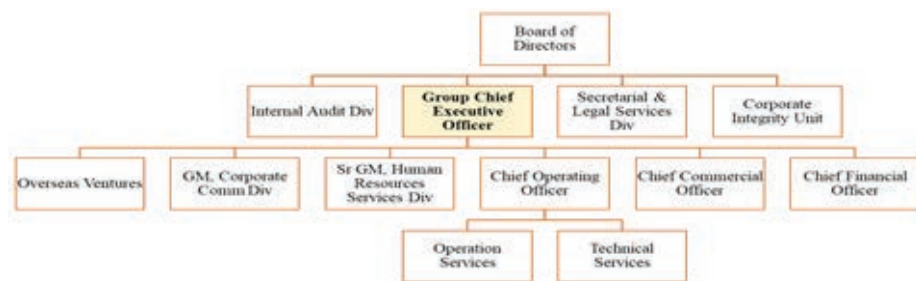 Board of
Directors
Internal Audit Div
Group Chief
Executive
Officer
Secretarial &
Legal Services
Div
Corporate
Integrity Unit
Overseas Ventures
GM, Corporate
Comm Div
Sr GM, Human
Resources
Services Div
Chief Operating
Officer
Chief Commercial
Officer
Chief Financial
Officer
Operation
Services
Technical
Services